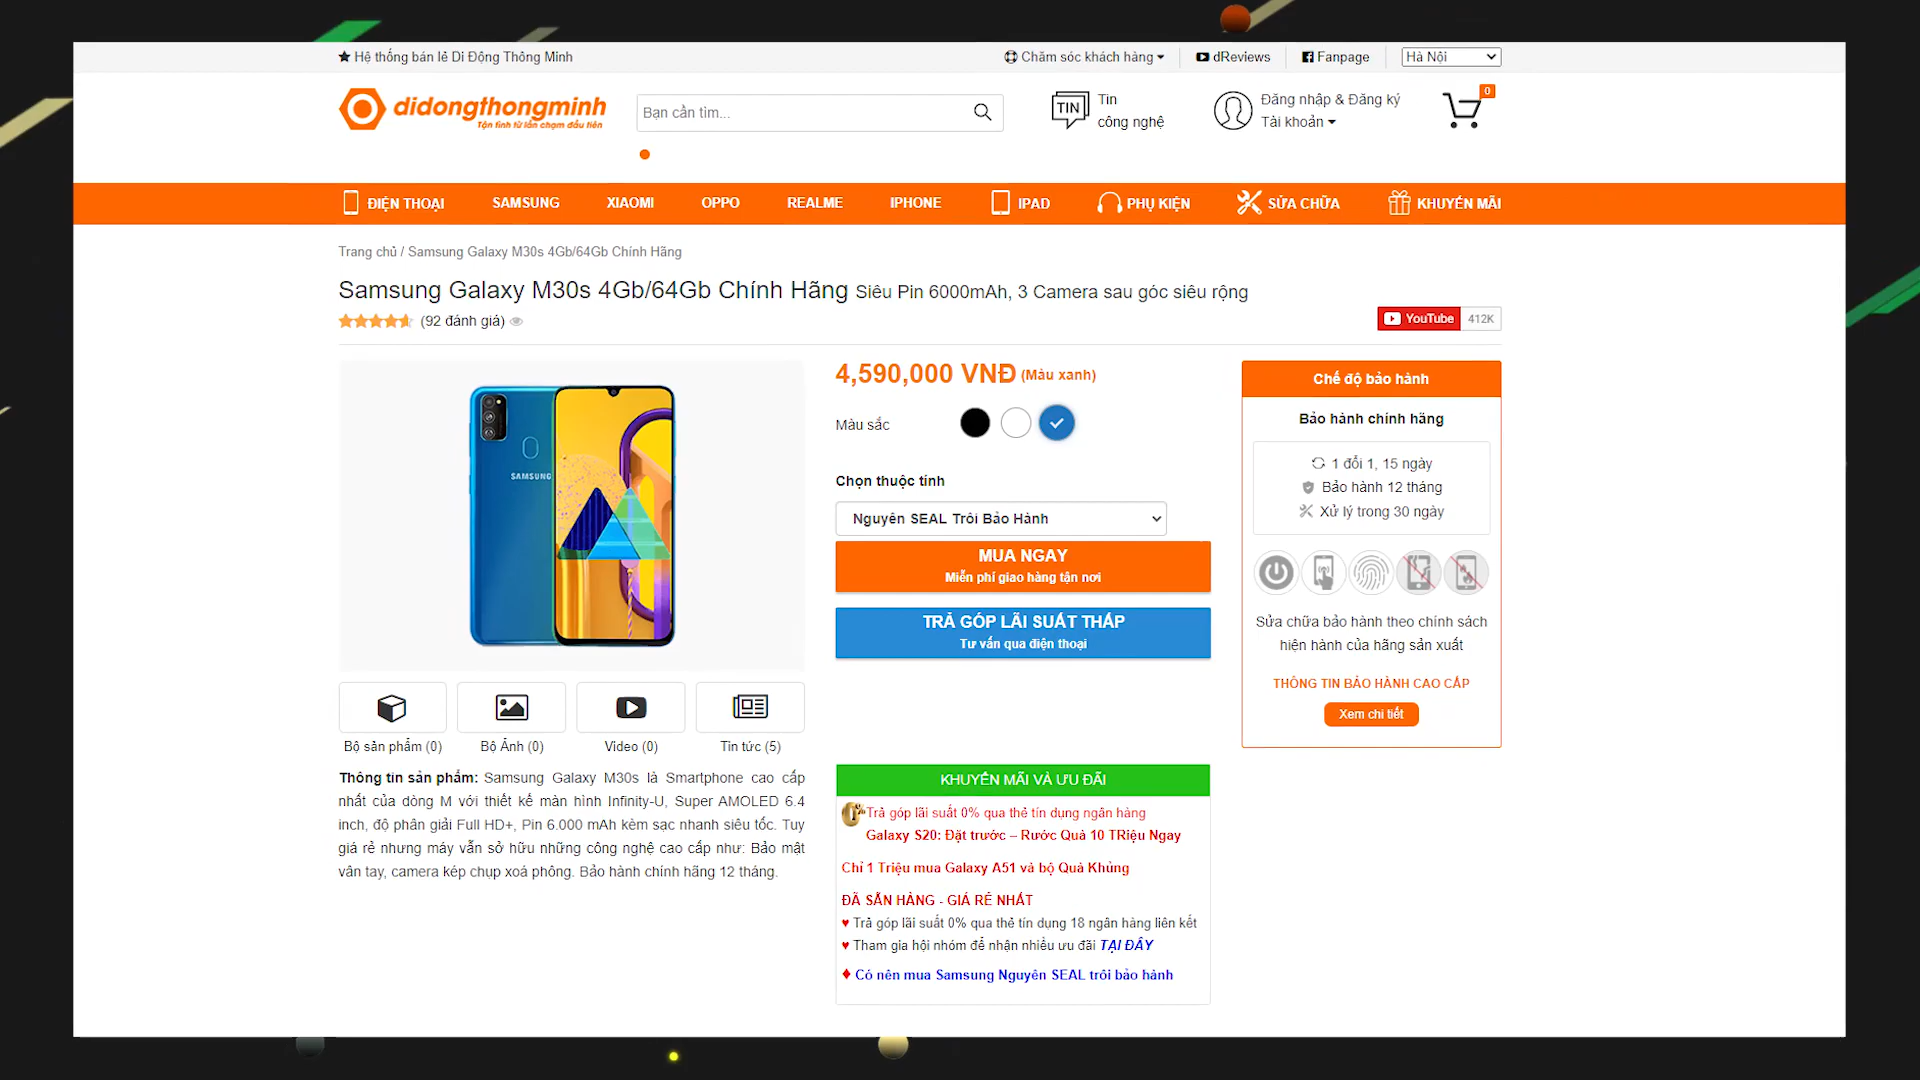 Hệ thống bán lẻ Di Động Thông Minh
Chăm sóc khách hàng
dReviews
Fanpage
Hà Nội
didongthongminh
Tận tình từ lần chạm đầu tiên
Bạn cần tìm...
TIN
Tin
công nghệ
Đăng nhập & Đăng ký
Tài khoản
0
ĐIỆN THOẠI
SAMSUNG
XIAOMI
OPPO
REALME
IPHONE
IPAD
PHỤ KIỆN
SỬA CHỮA
KHUYẾN MÃI
Trang chủ / Samsung Galaxy M30s 4Gb/64Gb Chính Hãng
Samsung Galaxy M30s 4Gb/64Gb Chính Hãng Siêu Pin 6000mAh, 3 Camera sau góc siêu rộng
(92 đánh giá)
YouTube 412K
SAMSUNG
4,590,000 VNĐ (Màu xanh)
Màu sắc
Chọn thuộc tính
Nguyên SEAL Trôi Bảo Hành
MUA NGAY
Miễn phí giao hàng tận nơi
TRẢ GÓP LÃI SUẤT THẤP
Tư vấn qua điện thoại
Chế độ bảo hành
Bảo hành chính hãng
1 đổi 1, 15 ngày
Bảo hành 12 tháng
Xử lý trong 30 ngày
Sửa chữa bảo hành theo chính sách
hiện hành của hãng sản xuất
THÔNG TIN BẢO HÀNH CAO CẤP
Xem chi tiết
Bộ sản phẩm (0)
Bộ Ảnh (0)
Video (0)
Tin tức (5)
Thông tin sản phẩm: Samsung Galaxy M30s là Smartphone cao cấp
nhất của dòng M với thiết kế màn hình Infinity-U, Super AMOLED 6.4
inch, độ phân giải Full HD+, Pin 6.000 mAh kèm sạc nhanh siêu tốc. Tuy
giá rẻ nhưng máy vẫn sở hữu những công nghệ cao cấp như: Bảo mật
vân tay, camera kép chụp xoá phông. Bảo hành chính hãng 12 tháng.
KHUYẾN MÃI VÀ ƯU ĐÃI
0% Trả góp lãi suất 0% qua thẻ tín dụng ngân hàng
Galaxy S20: Đặt trước – Rước Quà 10 TRiệu Ngay
Chỉ 1 Triệu mua Galaxy A51 và bộ Quà Khủng
ĐÃ SẴN HÀNG - GIÁ RẺ NHẤT
♥ Trả góp lãi suất 0% qua thẻ tín dụng 18 ngân hàng liên kết
♥ Tham gia hội nhóm để nhận nhiều ưu đãi TẠI ĐÂY
♦ Có nên mua Samsung Nguyên SEAL trôi bảo hành